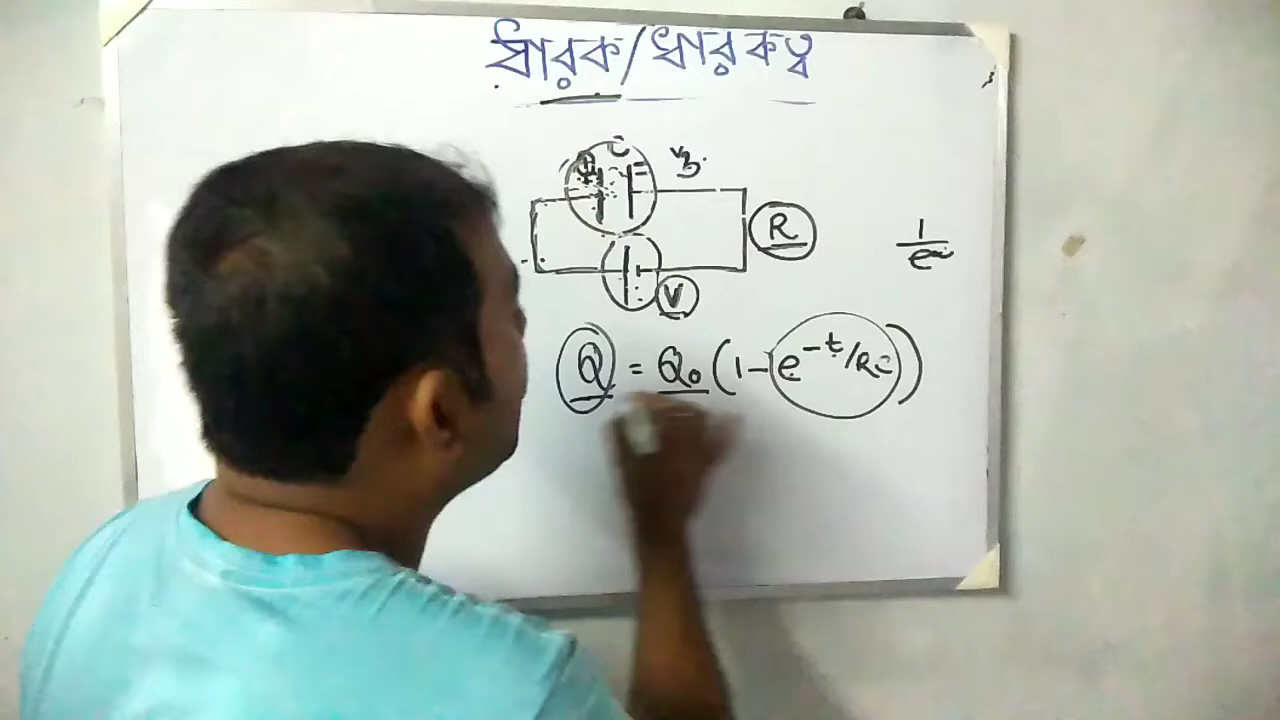 ধারক/ধারকত্ব
C
R
V
1
e∞
Q = Q₀ (1 - e^-t/RC)